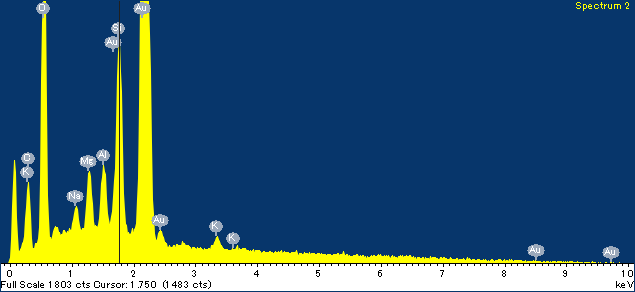 Spectrum 2
O
Au
Si
Au
C
K
Mg
Al
Na
Au
K
K
Au
Au
0 1 2 3 4 5 6 7 8 9 10
Full Scale 1803 cts Cursor: 1.750 (1483 cts) keV